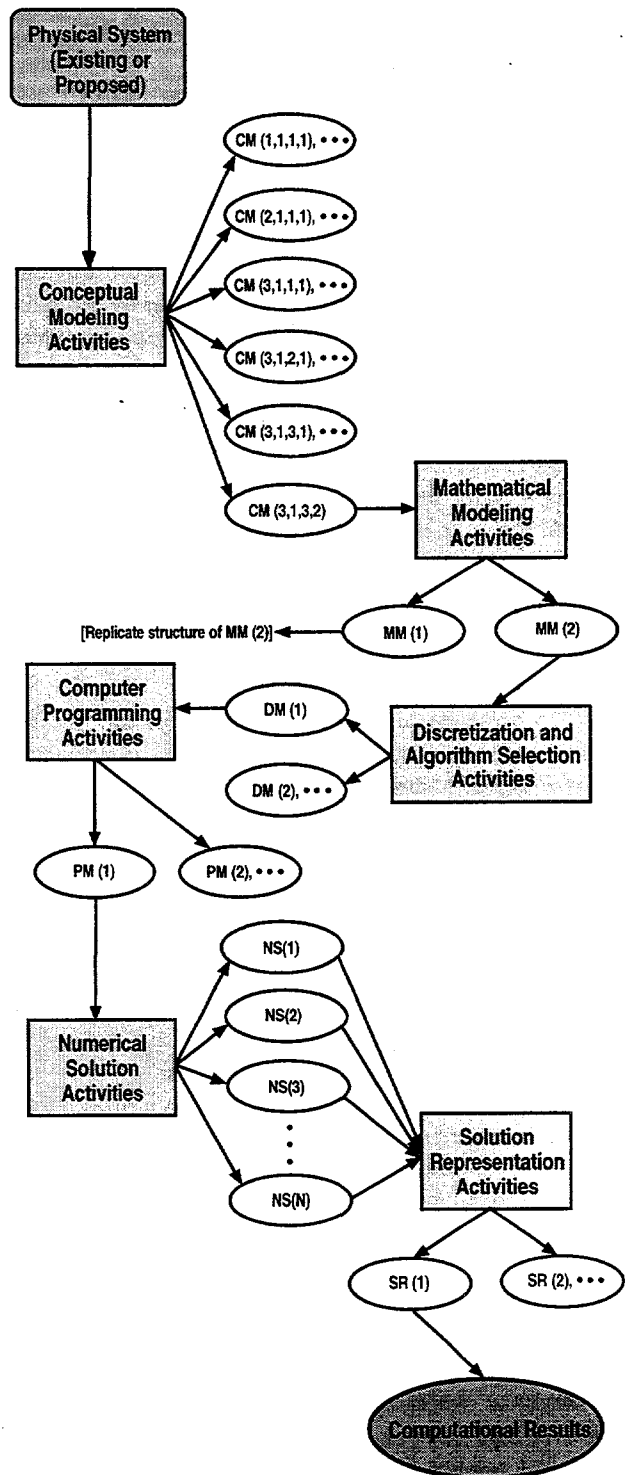 Physical System
(Existing or
Proposed)
CM (1,1,1,1), •••
CM (2,1,1,1), •••
CM (3,1,1,1), •••
Conceptual
Modeling
Activities
CM (3,1,2,1), •••
CM (3,1,3,1), •••
CM (3,1,3,2)
Mathematical
Modeling
Activities
[Replicate structure of MM (2)]
MM (1)
MM (2)
Computer
Programming
Activities
DM (1)
DM (2), •••
Discretization and
Algorithm Selection
Activities
PM (1)
PM (2), •••
NS(1)
NS(2)
NS(3)
NS(N)
Numerical
Solution
Activities
Solution
Representation
Activities
SR (1)
SR (2), •••
Computational Results